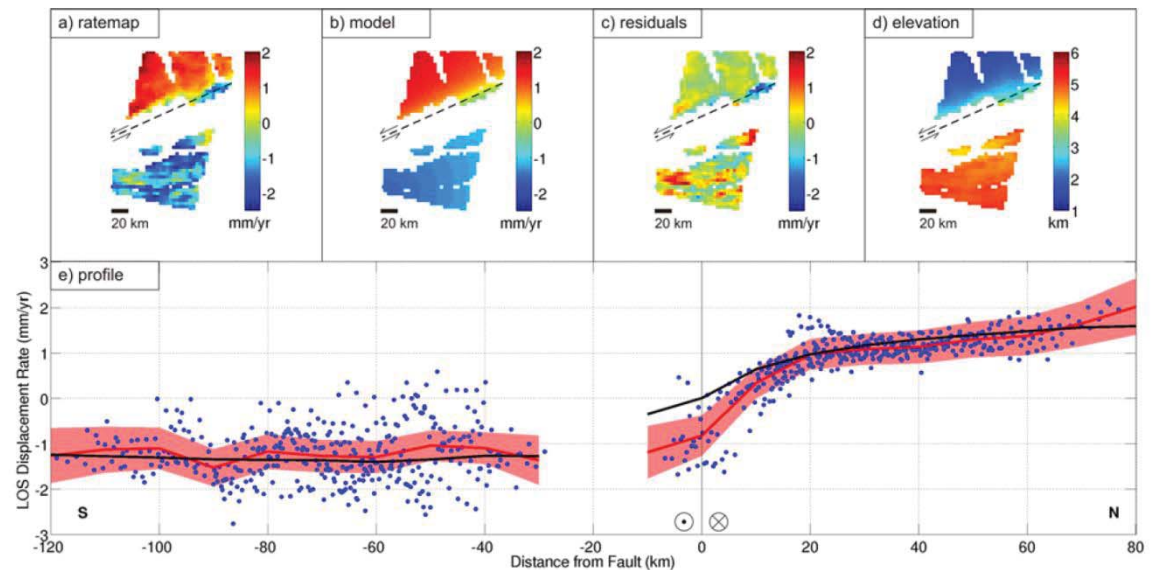 a) ratemap
b) model
c) residuals
d) elevation
2
1
0
-1
-2
mm/yr
20 km
2
1
0
-1
-2
mm/yr
20 km
2
1
0
-1
-2
mm/yr
20 km
6
5
4
3
2
1
km
20 km
e) profile
LOS Displacement Rate (mm/yr)
3
2
1
0
-1
-2
-3
S
N
-120 -100 -80 -60 -40 -20 0 20 40 60 80
Distance from Fault (km)